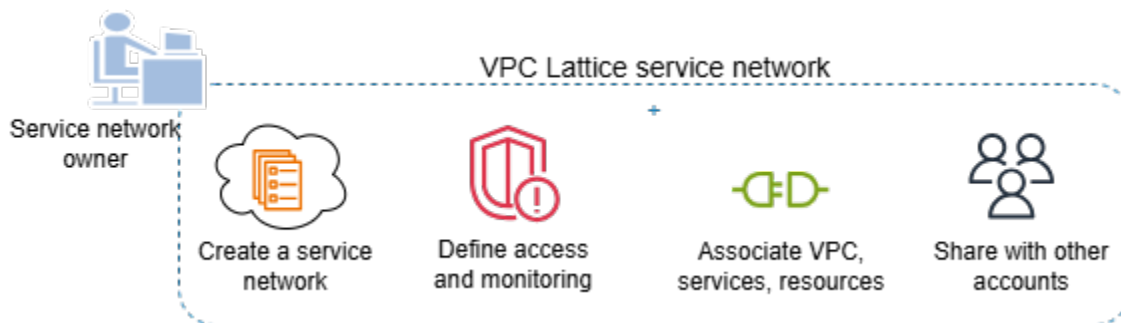 VPC Lattice service network
Service network
owner
Create a service
network
Define access
and monitoring
Associate VPC,
services, resources
Share with other
accounts